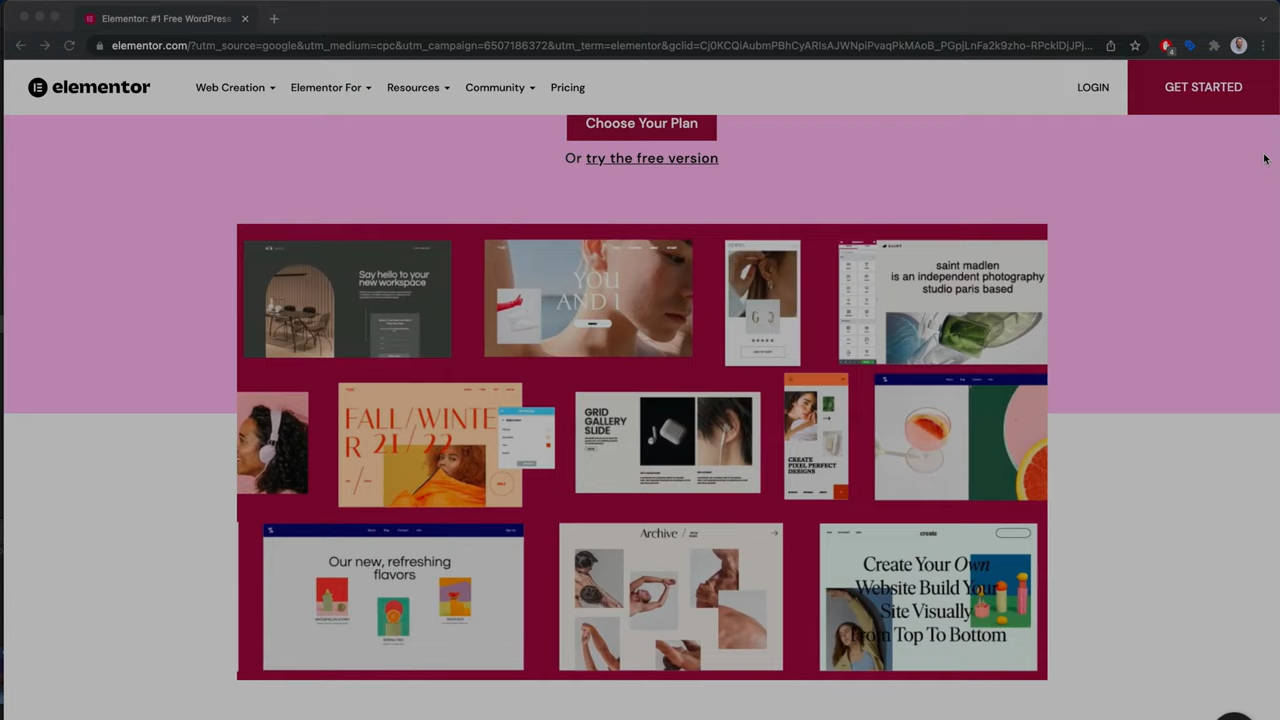 Elementor: #1 Free WordPress
elementor.com/?utm_source=google&utm_medium=cpc&utm_campaign=6507186372&utm_term=elementor&gclid=Cj0KCQiAubmPBhCyARIsAJWNpiPvaqPkMAoB_PGpjLnFa2k9zho-RPckIDjJPj...
4
elementor
Web Creation
Elementor For
Resources
Community
Pricing
LOGIN
GET STARTED
Choose Your Plan
Or try the free version
Say hello to your
new workspace
YOU
AND I
SAINT
saint madlen
is an independent photography
studio paris based
FALL/WINTE
R 21/22
GRID
GALLERY
SLIDE
CREATE
PIXEL PERFECT
DESIGNS
Our new, refreshing
flavors
Archive /
create
Create Your Own
Website Build Your
Site Visually
From Top To Bottom